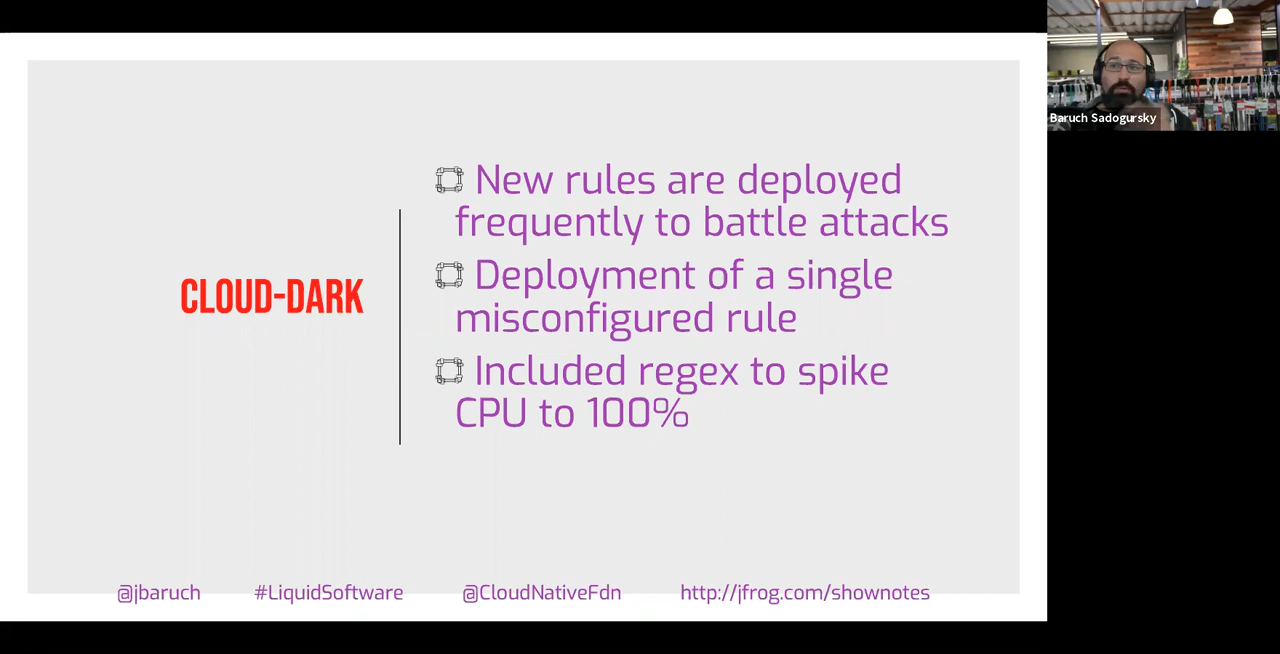 CLOUD-DARK
New rules are deployed
frequently to battle attacks
Deployment of a single
misconfigured rule
Included regex to spike
CPU to 100%
@jbaruch #LiquidSoftware @CloudNativeFdn http://jfrog.com/shownotes
Baruch Sadogursky